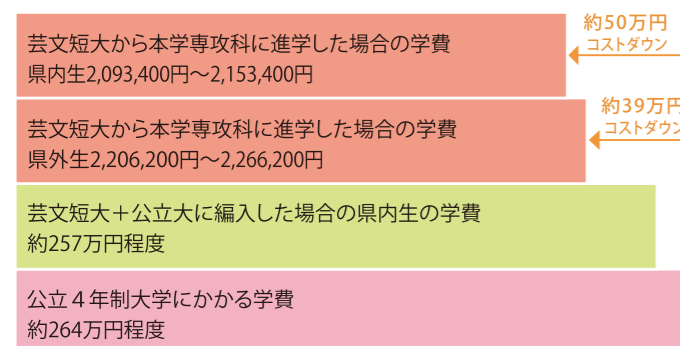 芸文短大から本学専攻科に進学した場合の学費
県内生2,093,400円～2,153,400円
約50万円
コストダウン
芸文短大から本学専攻科に進学した場合の学費
県外生2,206,200円～2,266,200円
約39万円
コストダウン
芸文短大＋公立大に編入した場合の県内生の学費
約257万円程度
公立４年制大学にかかる学費
約264万円程度